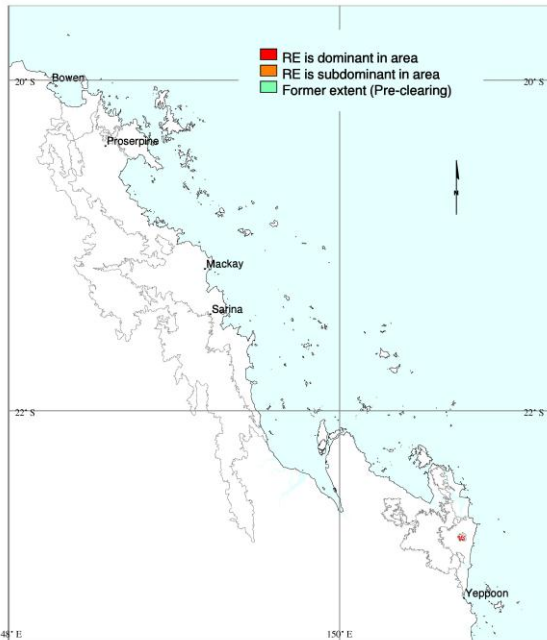 RE is dominant in area
RE is subdominant in area
Former extent (Pre-clearing)
20° S
20° S
Bowen
Proserpine
N
Mackay
Sarina
22° S
22° S
Yeppoon
48° E
150° E